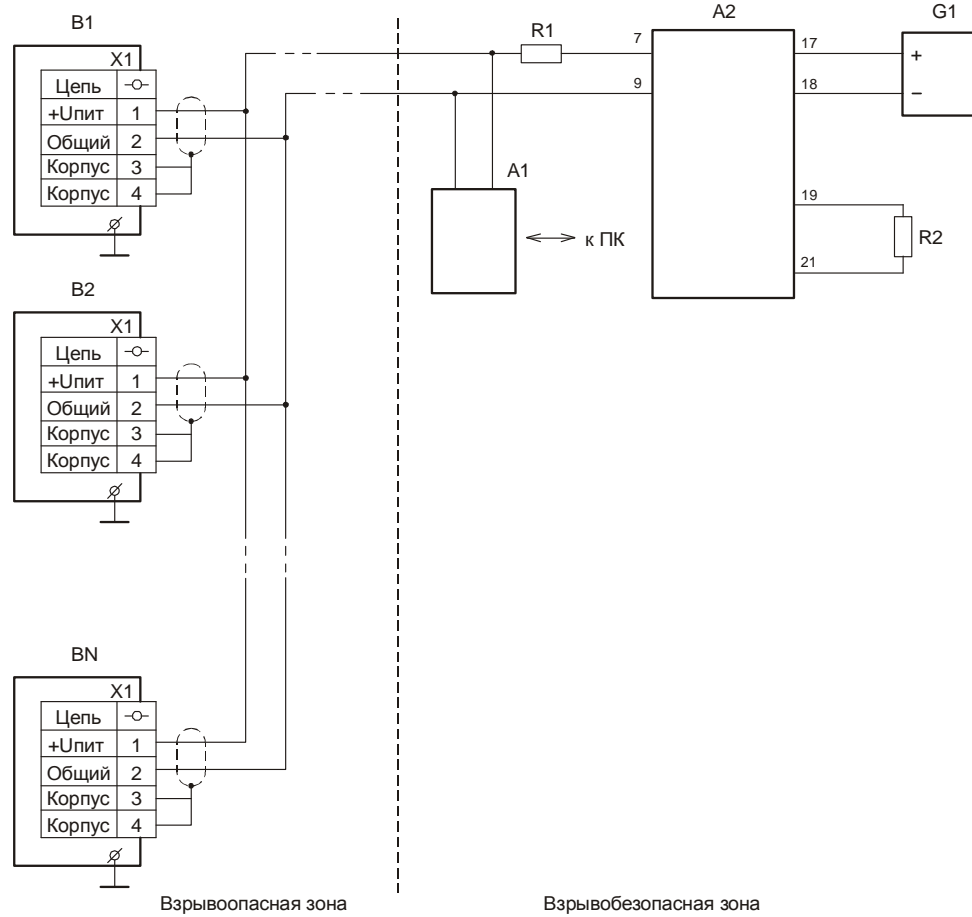 B1
X1
Цепь
+Uпит 1
Общий 2
Корпус 3
Корпус 4
B2
X1
Цепь
+Uпит 1
Общий 2
Корпус 3
Корпус 4
BN
X1
Цепь
+Uпит 1
Общий 2
Корпус 3
Корпус 4
R1
A1
к ПК
A2
7
9
17
18
19
21
G1
+
−
R2
Взрывоопасная зона
Взрывобезопасная зона